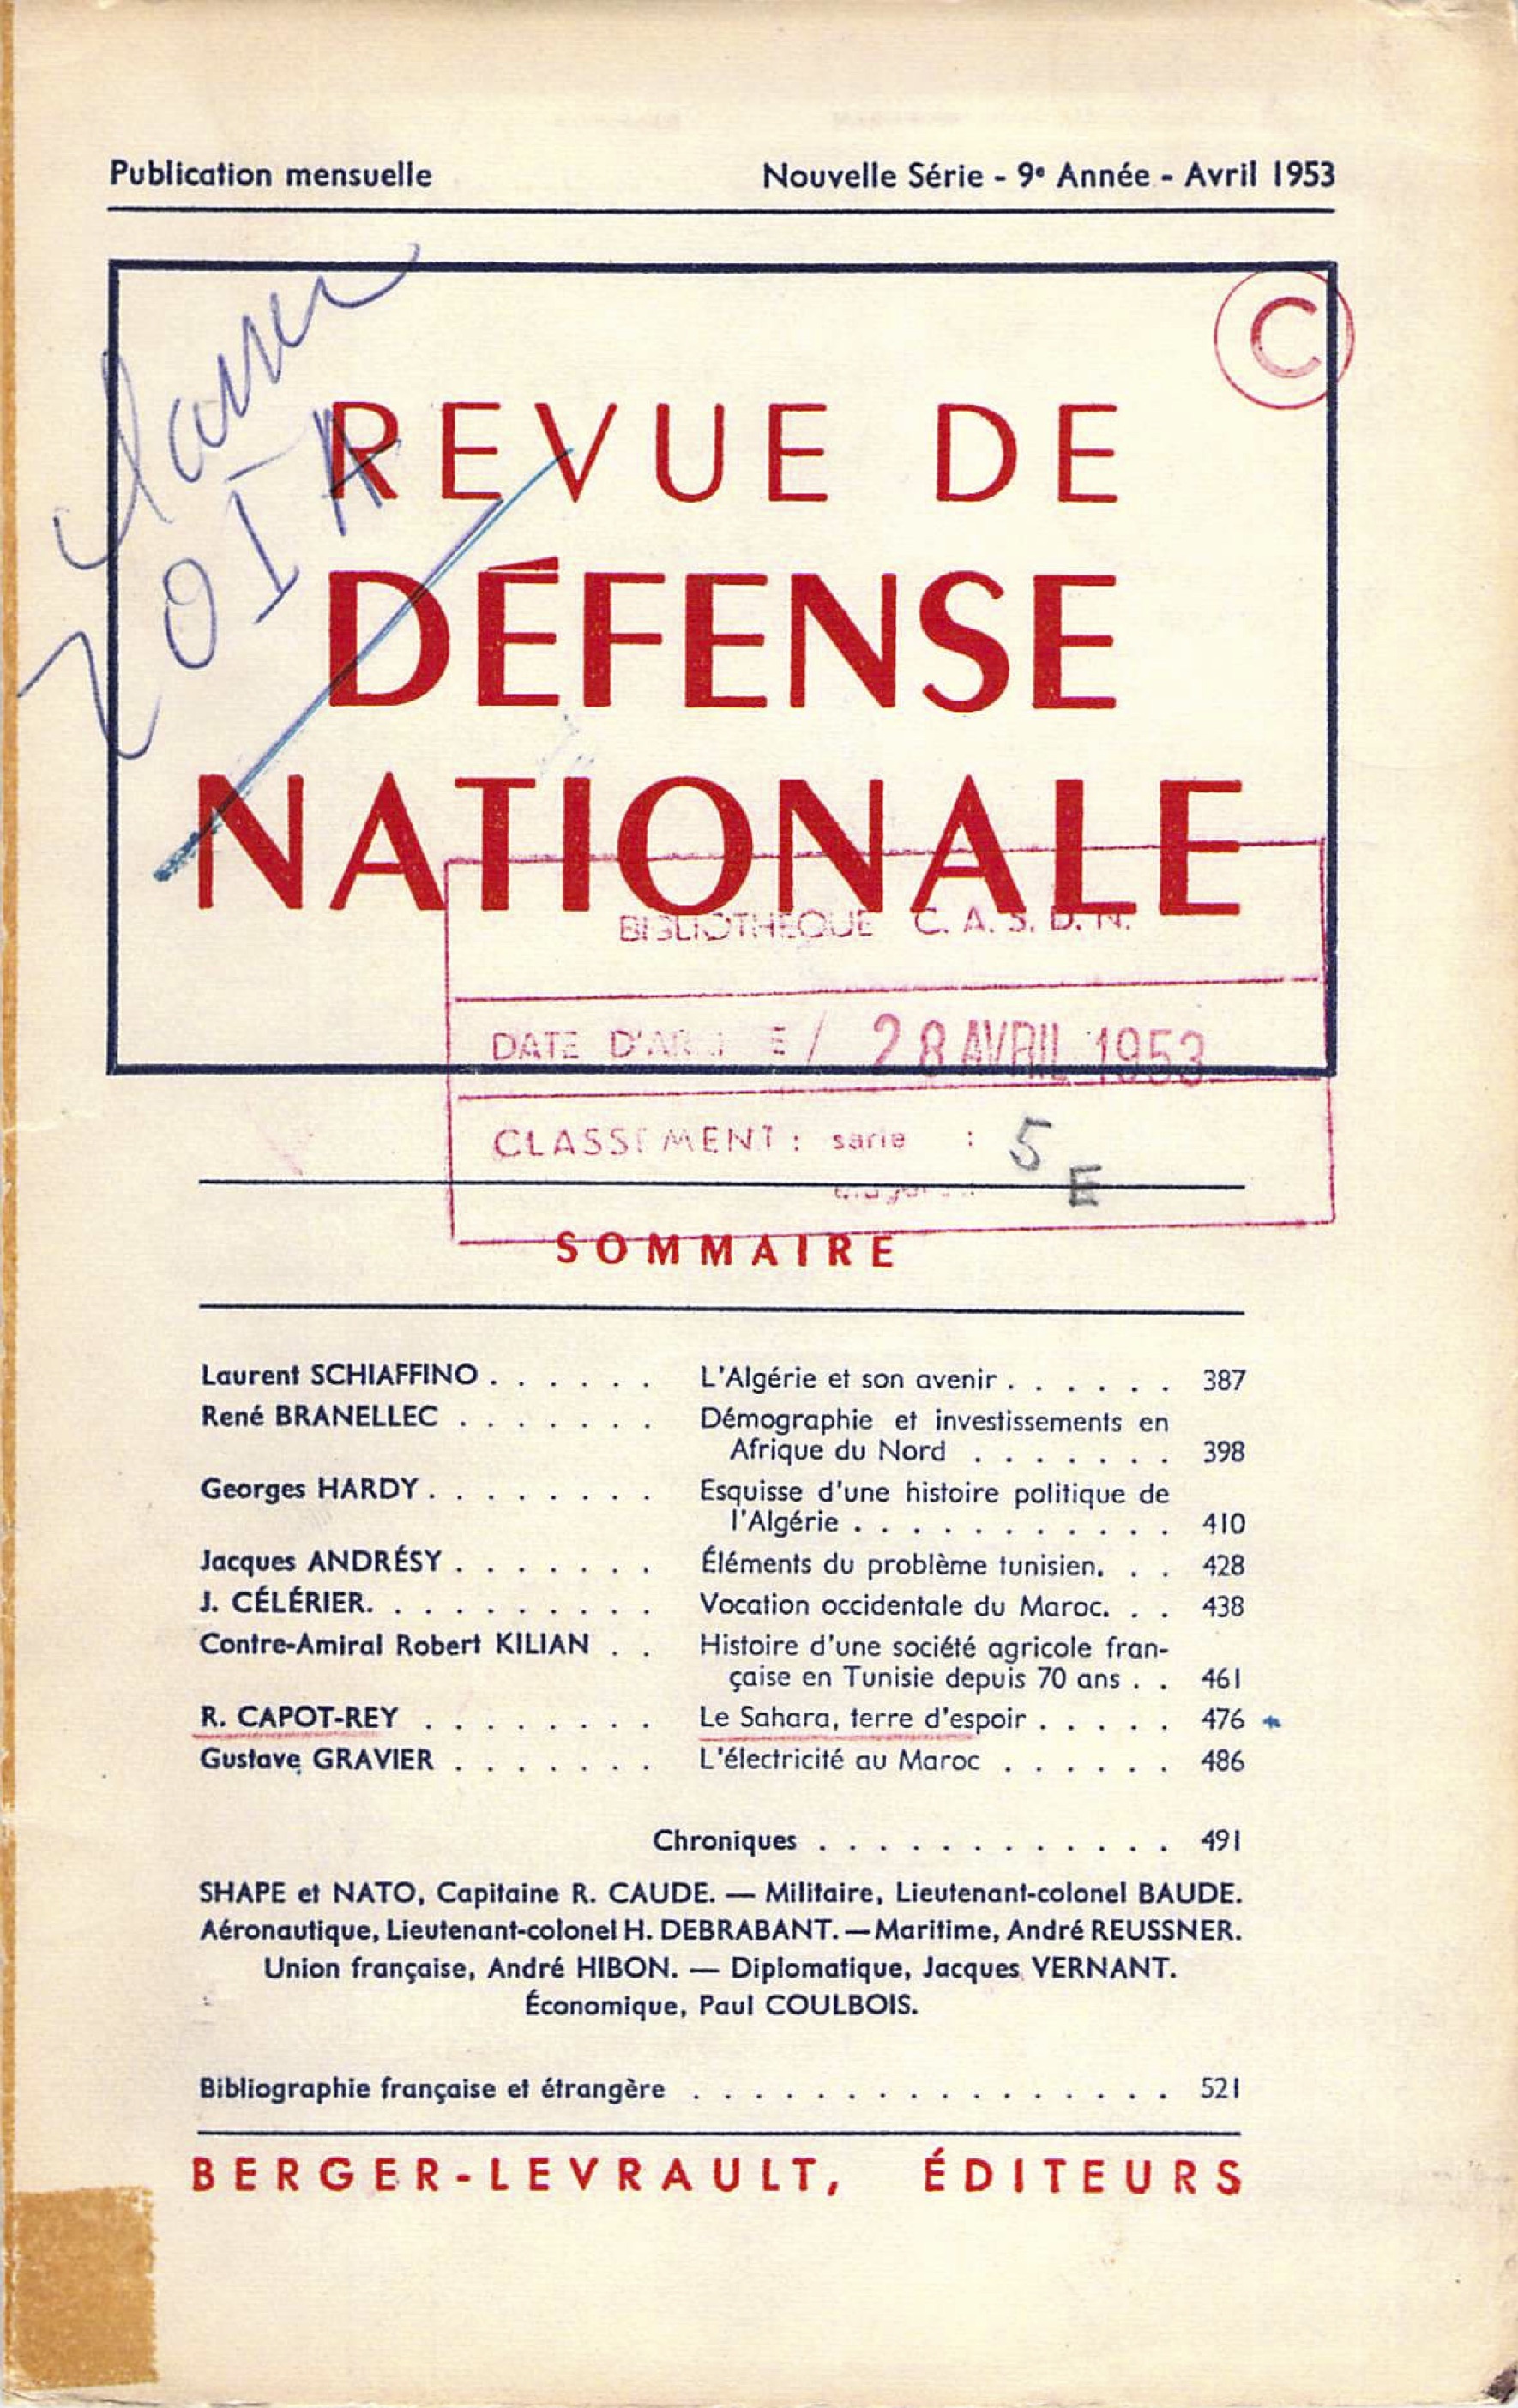 Publication mensuelle Nouvelle Série - 9e Année - Avril 1953
C
REVUE DE
DÉFENSE
NATIONALE
BIBLIOTHEQUE C. A. S. D. N.
DATE D'ARRIVEE / 28 AVRIL 1953
CLASSEMENT : serie : 5
E
SOMMAIRE
Laurent SCHIAFFINO . . . . . . L'Algérie et son avenir . . . . . . 387
René BRANELLEC . . . . . . . Démographie et investissements en
Afrique du Nord . . . . . . . 398
Georges HARDY . . . . . . . . Esquisse d'une histoire politique de
l'Algérie . . . . . . . . . . . 410
Jacques ANDRÉSY . . . . . . . Éléments du problème tunisien. . . 428
J. CÉLÉRIER. . . . . . . . . . Vocation occidentale du Maroc. . . 438
Contre-Amiral Robert KILIAN . . Histoire d'une société agricole fran-
çaise en Tunisie depuis 70 ans . . 461
R. CAPOT-REY . . . . . . . . Le Sahara, terre d'espoir . . . . . 476
Gustave GRAVIER . . . . . . . L'électricité au Maroc . . . . . . 486
Chroniques . . . . . . . . . . . . 491
SHAPE et NATO, Capitaine R. CAUDE. — Militaire, Lieutenant-colonel BAUDE.
Aéronautique, Lieutenant-colonel H. DEBRABANT. — Maritime, André REUSSNER.
Union française, André HIBON. — Diplomatique, Jacques VERNANT.
Économique, Paul COULBOIS.
Bibliographie française et étrangère . . . . . . . . . . . . . . . . 521
BERGER-LEVRAULT, ÉDITEURS